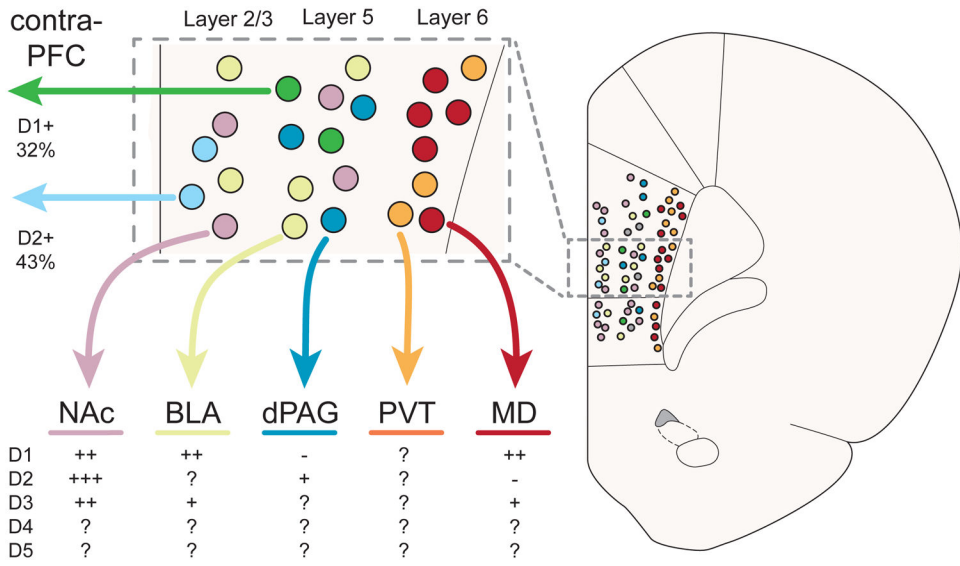 contra-
PFC
Layer 2/3 Layer 5 Layer 6
D1+
32%
D2+
43%
NAc BLA dPAG PVT MD
D1 ++ ++ - ? ++
D2 +++ ? + ? -
D3 ++ + ? ? +
D4 ? ? ? ? ?
D5 ? ? ? ? ?